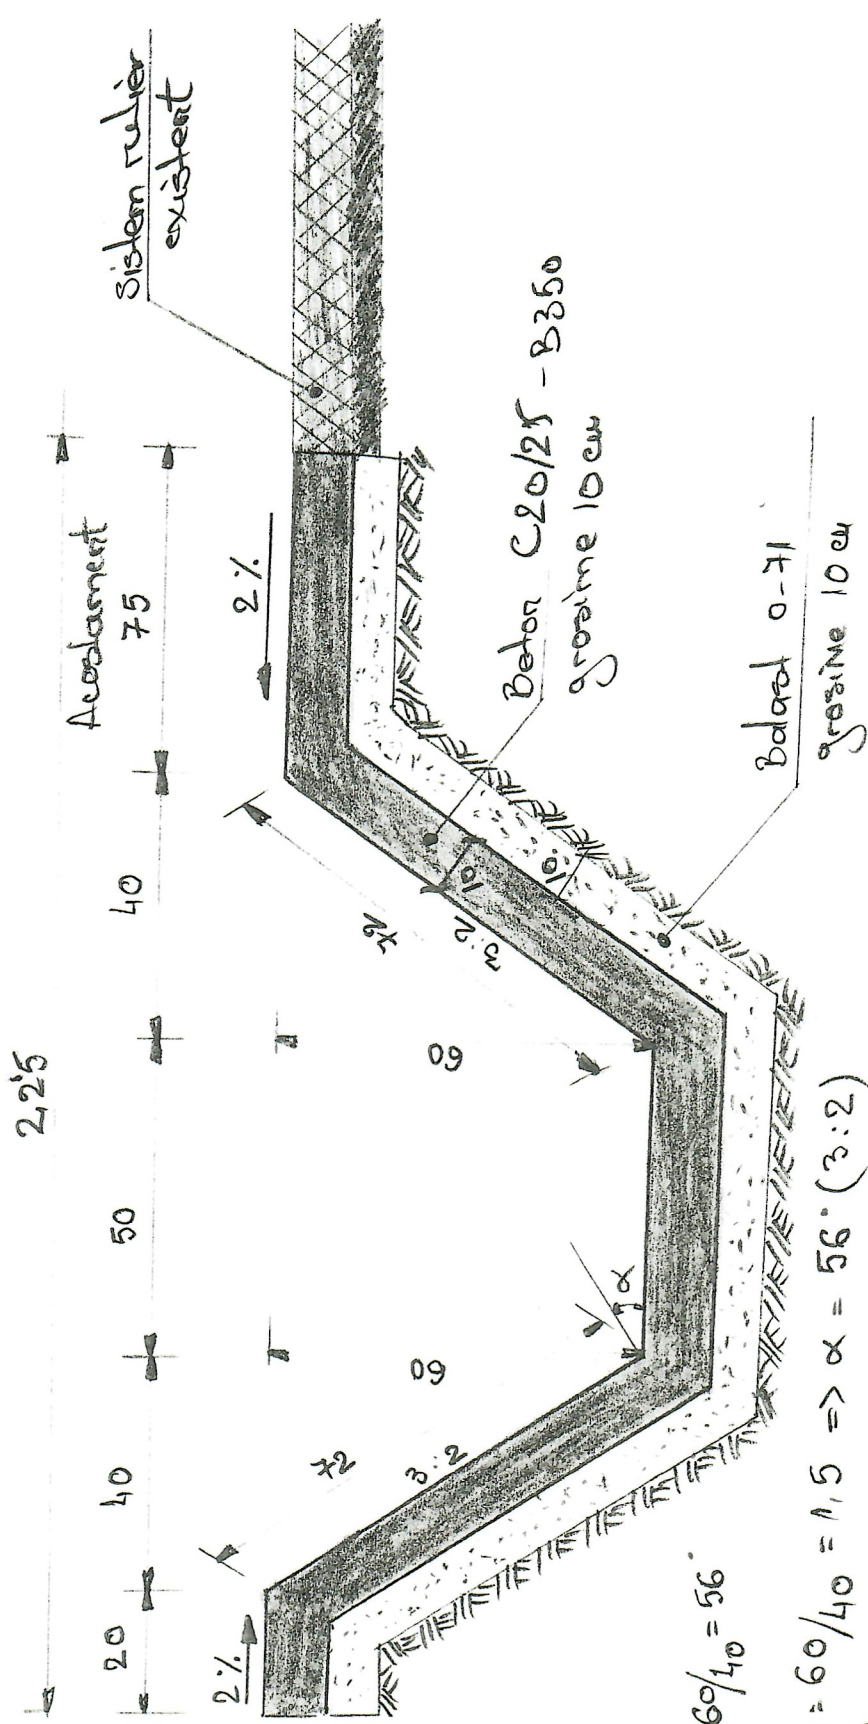 2,25
20
40
50
40
Acostament
75
Sistem rutier
existent
2%
2%
72
3:2
60
60
α
72
3:2
10
10
Beton C20/25 - B350
grosime 10 cm
Balast 0-71
grosime 10 cm
60/40 = 56°
= 60/40 = 1,5 => α = 56° (3:2)